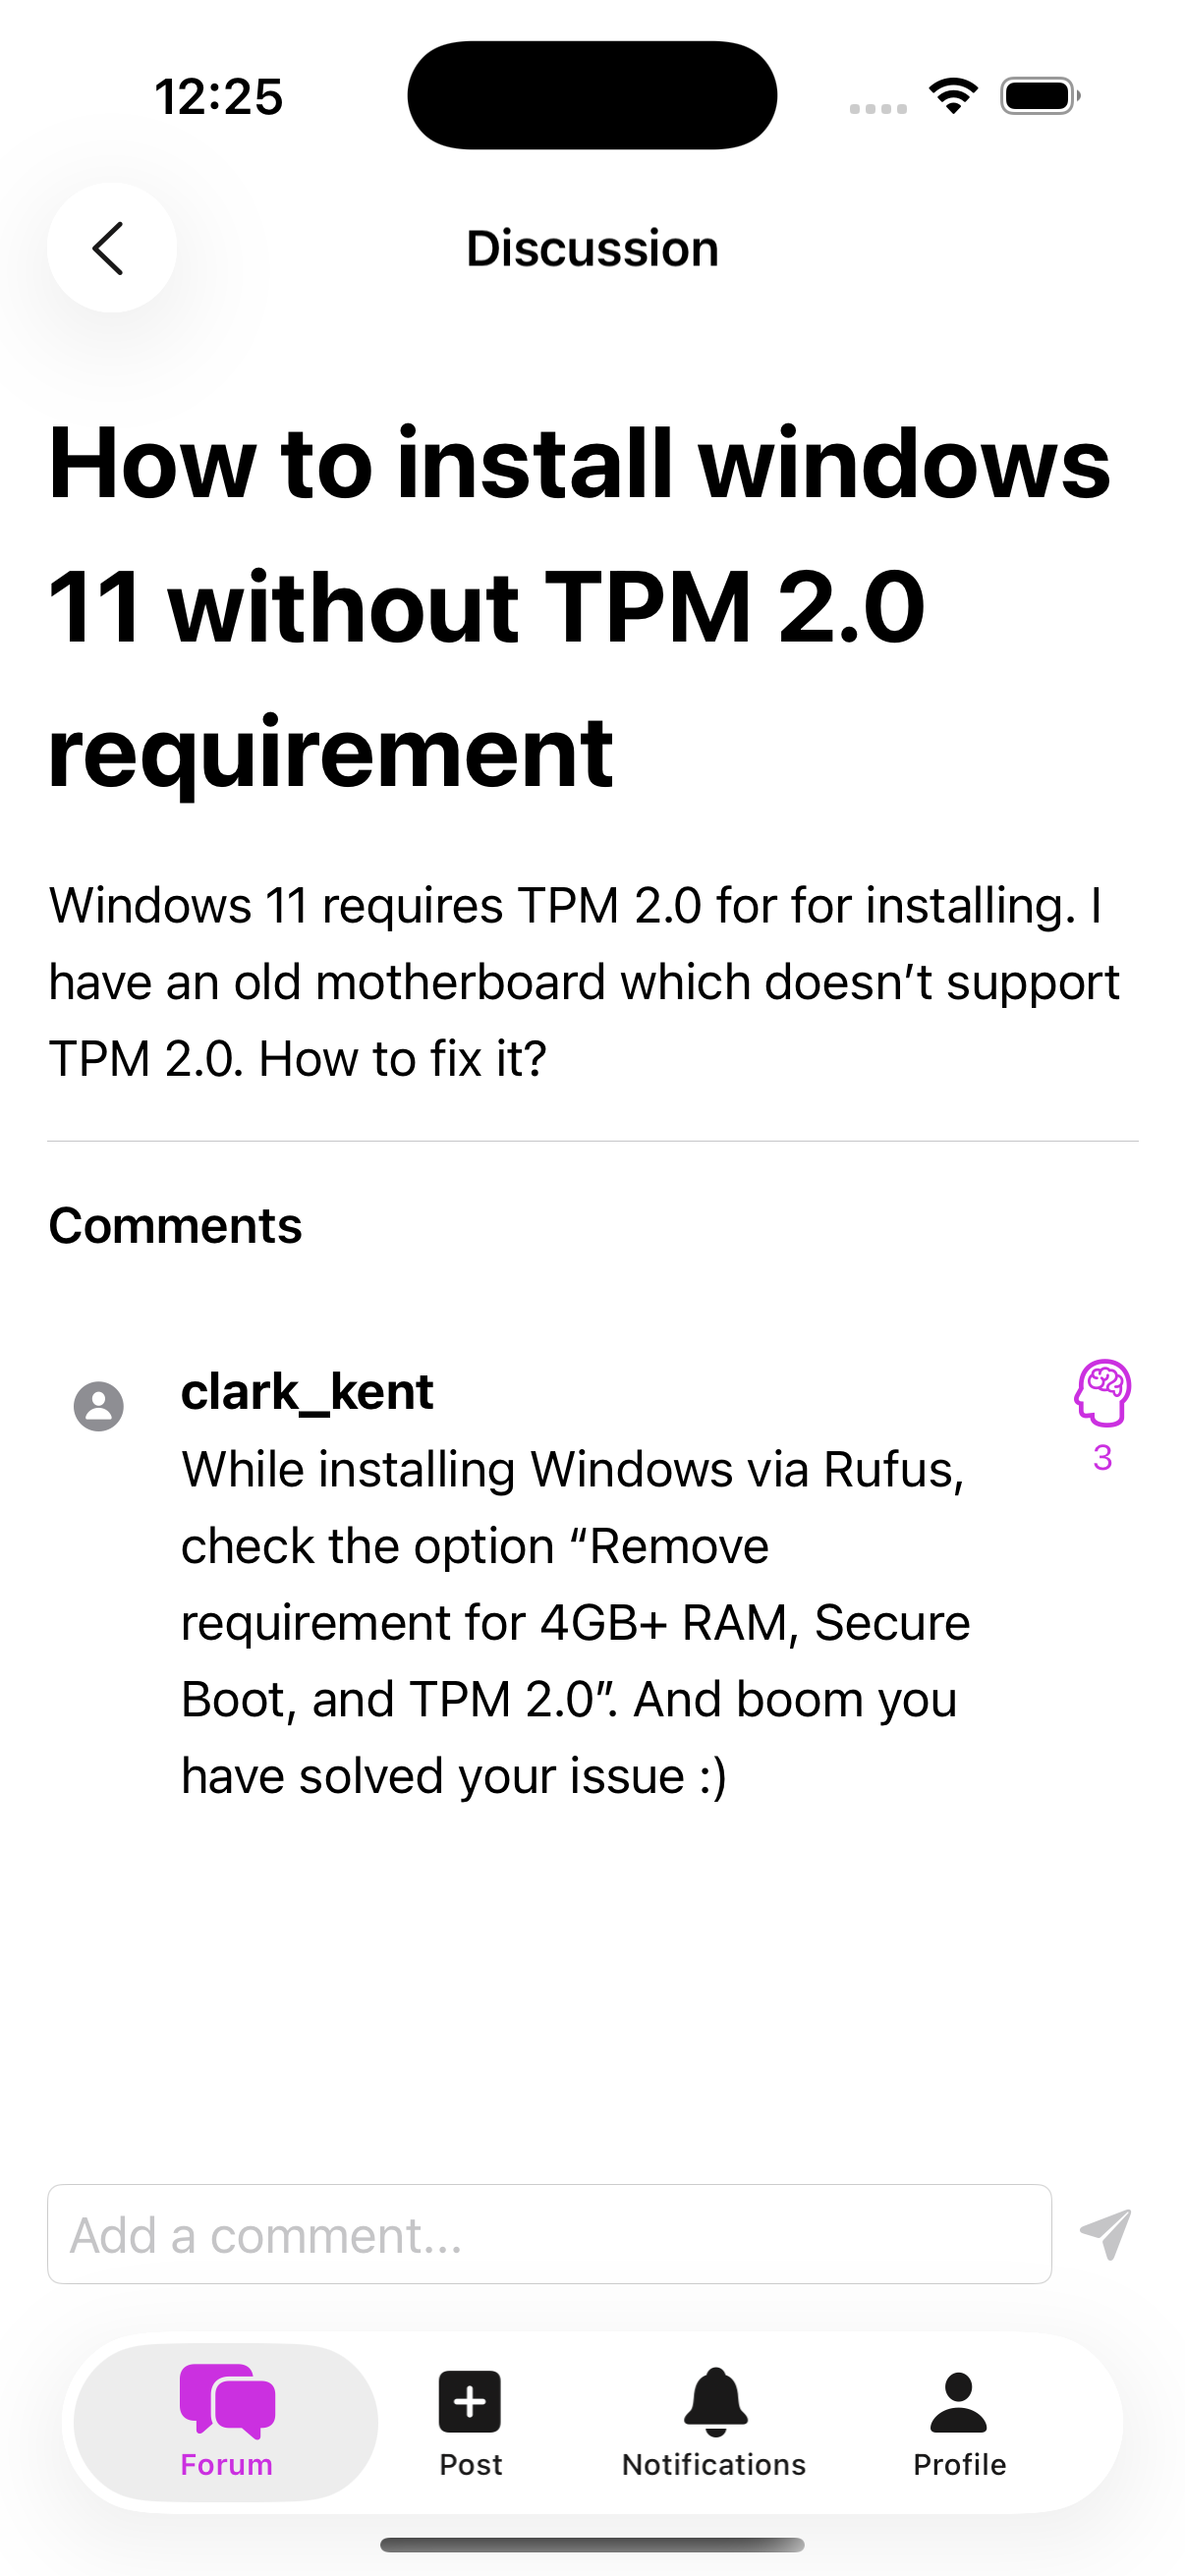 12:25
Discussion
How to install windows
11 without TPM 2.0
requirement
Windows 11 requires TPM 2.0 for for installing. I
have an old motherboard which doesn’t support
TPM 2.0. How to fix it?
Comments
clark_kent
While installing Windows via Rufus,
check the option “Remove
requirement for 4GB+ RAM, Secure
Boot, and TPM 2.0”. And boom you
have solved your issue :)
3
Add a comment...
Forum
Post
Notifications
Profile